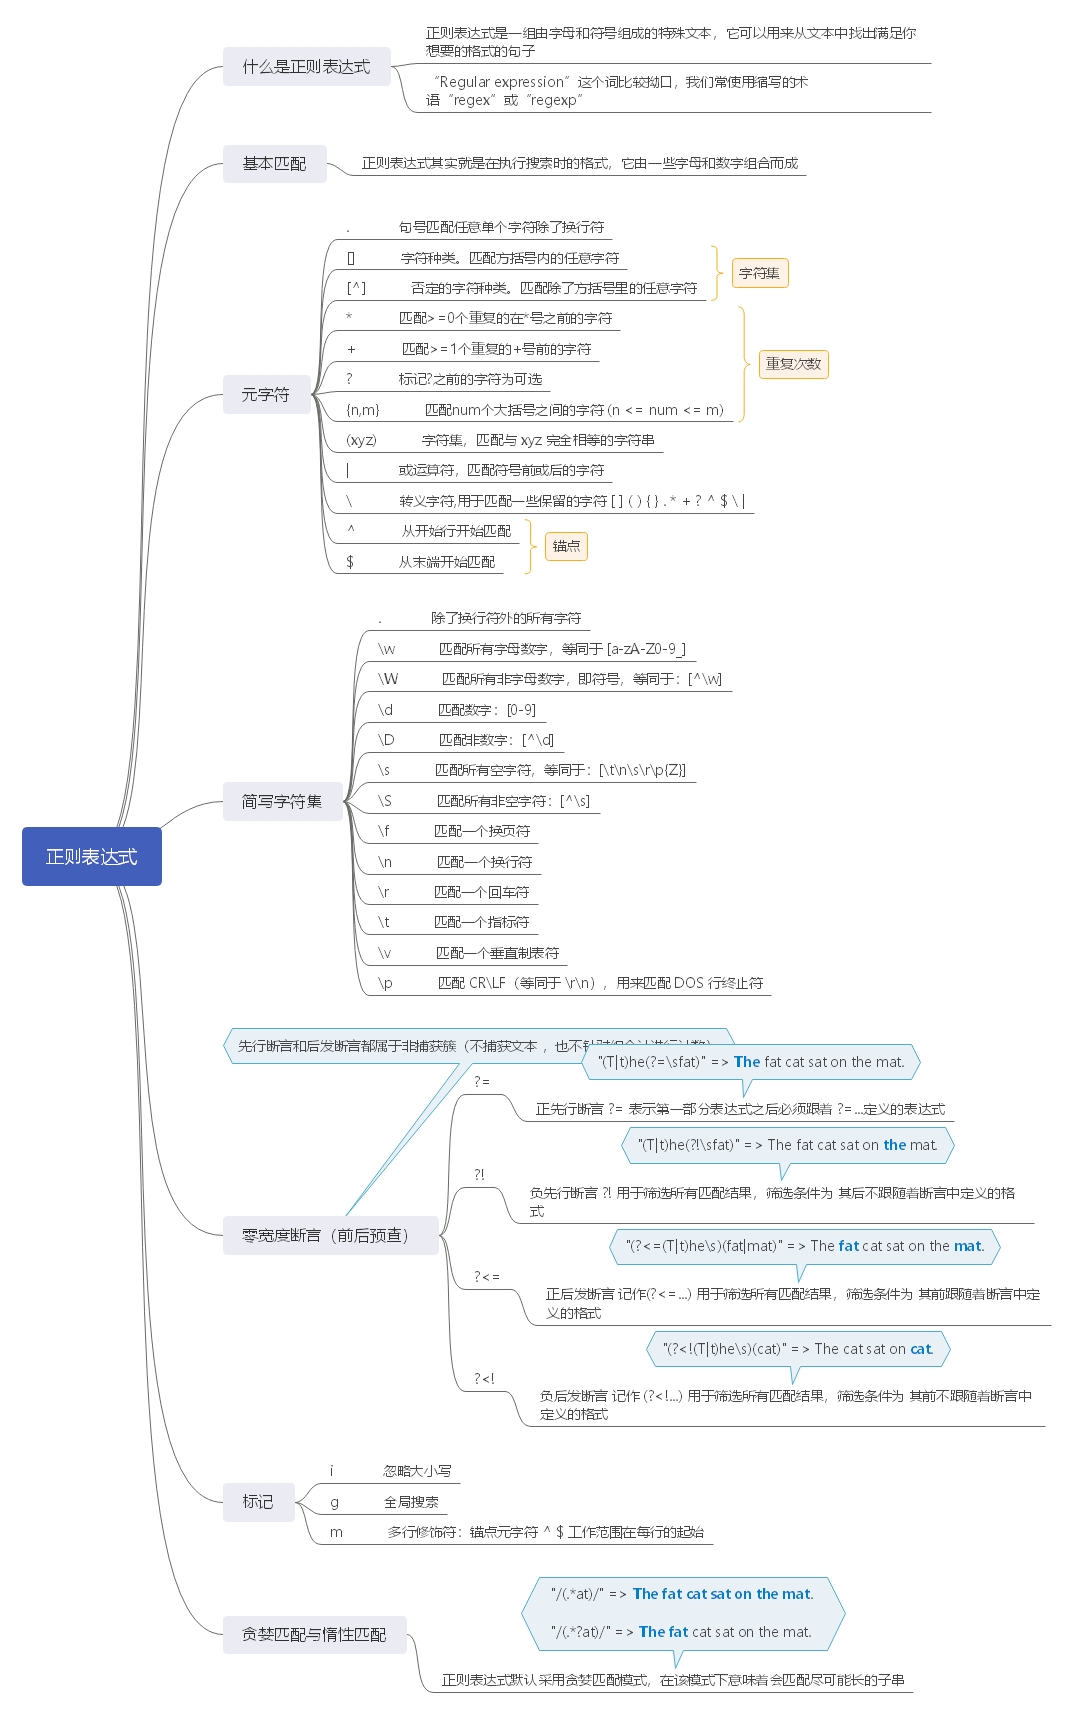 正则表达式
什么是正则表达式
正则表达式是一组由字母和符号组成的特殊文本，它可以用来从文本中找出满足你
想要的格式的句子
“Regular expression”这个词比较拗口，我们常使用缩写的术
语“regex”或“regexp”
基本匹配
正则表达式其实就是在执行搜索时的格式，它由一些字母和数字组合而成
元字符
. 句号匹配任意单个字符除了换行符
[] 字符种类。匹配方括号内的任意字符
[^] 否定的字符种类。匹配除了方括号里的任意字符
字符集
* 匹配>=0个重复的在*号之前的字符
+ 匹配>=1个重复的+号前的字符
? 标记?之前的字符为可选
{n,m} 匹配num个大括号之间的字符 (n <= num <= m)
重复次数
(xyz) 字符集，匹配与 xyz 完全相等的字符串
| 或运算符，匹配符号前或后的字符
\ 转义字符,用于匹配一些保留的字符 [ ] ( ) { } . * + ? ^ $ \ |
^ 从开始行开始匹配
$ 从末端开始匹配
锚点
简写字符集
. 除了换行符外的所有字符
\w 匹配所有字母数字，等同于 [a-zA-Z0-9_]
\W 匹配所有非字母数字，即符号，等同于：[^\w]
\d 匹配数字：[0-9]
\D 匹配非数字：[^\d]
\s 匹配所有空字符，等同于：[\t\n\s\r\p{Z}]
\S 匹配所有非空字符：[^\s]
\f 匹配一个换页符
\n 匹配一个换行符
\r 匹配一个回车符
\t 匹配一个指标符
\v 匹配一个垂直制表符
\p 匹配 CR\LF（等同于 \r\n），用来匹配 DOS 行终止符
零宽度断言（前后预查）
先行断言和后发断言都属于非捕获簇（不捕获文本 ，也不
"(T|t)he(?=\sfat)" => The fat cat sat on the mat.
?=
正先行断言 ?= 表示第一部分表达式之后必须跟着 ?=...定义的表达式
"(T|t)he(?!\sfat)" => The fat cat sat on the mat.
?!
负先行断言 ?! 用于筛选所有匹配结果，筛选条件为 其后不跟随着断言中定义的格
式
"(?<=(T|t)he\s)(fat|mat)" => The fat cat sat on the mat.
?<=
正后发断言 记作(?<=...) 用于筛选所有匹配结果，筛选条件为 其前跟随着断言中定
义的格式
"(?<!(T|t)he\s)(cat)" => The cat sat on cat.
?<!
负后发断言 记作 (?<!...) 用于筛选所有匹配结果，筛选条件为 其前不跟随着断言中
定义的格式
标记
i 忽略大小写
g 全局搜索
m 多行修饰符：锚点元字符 ^ $ 工作范围在每行的起始
贪婪匹配与惰性匹配
"/(.*at)/" => The fat cat sat on the mat.
"/(.*?at)/" => The fat cat sat on the mat.
正则表达式默认采用贪婪匹配模式，在该模式下意味着会匹配尽可能长的子串